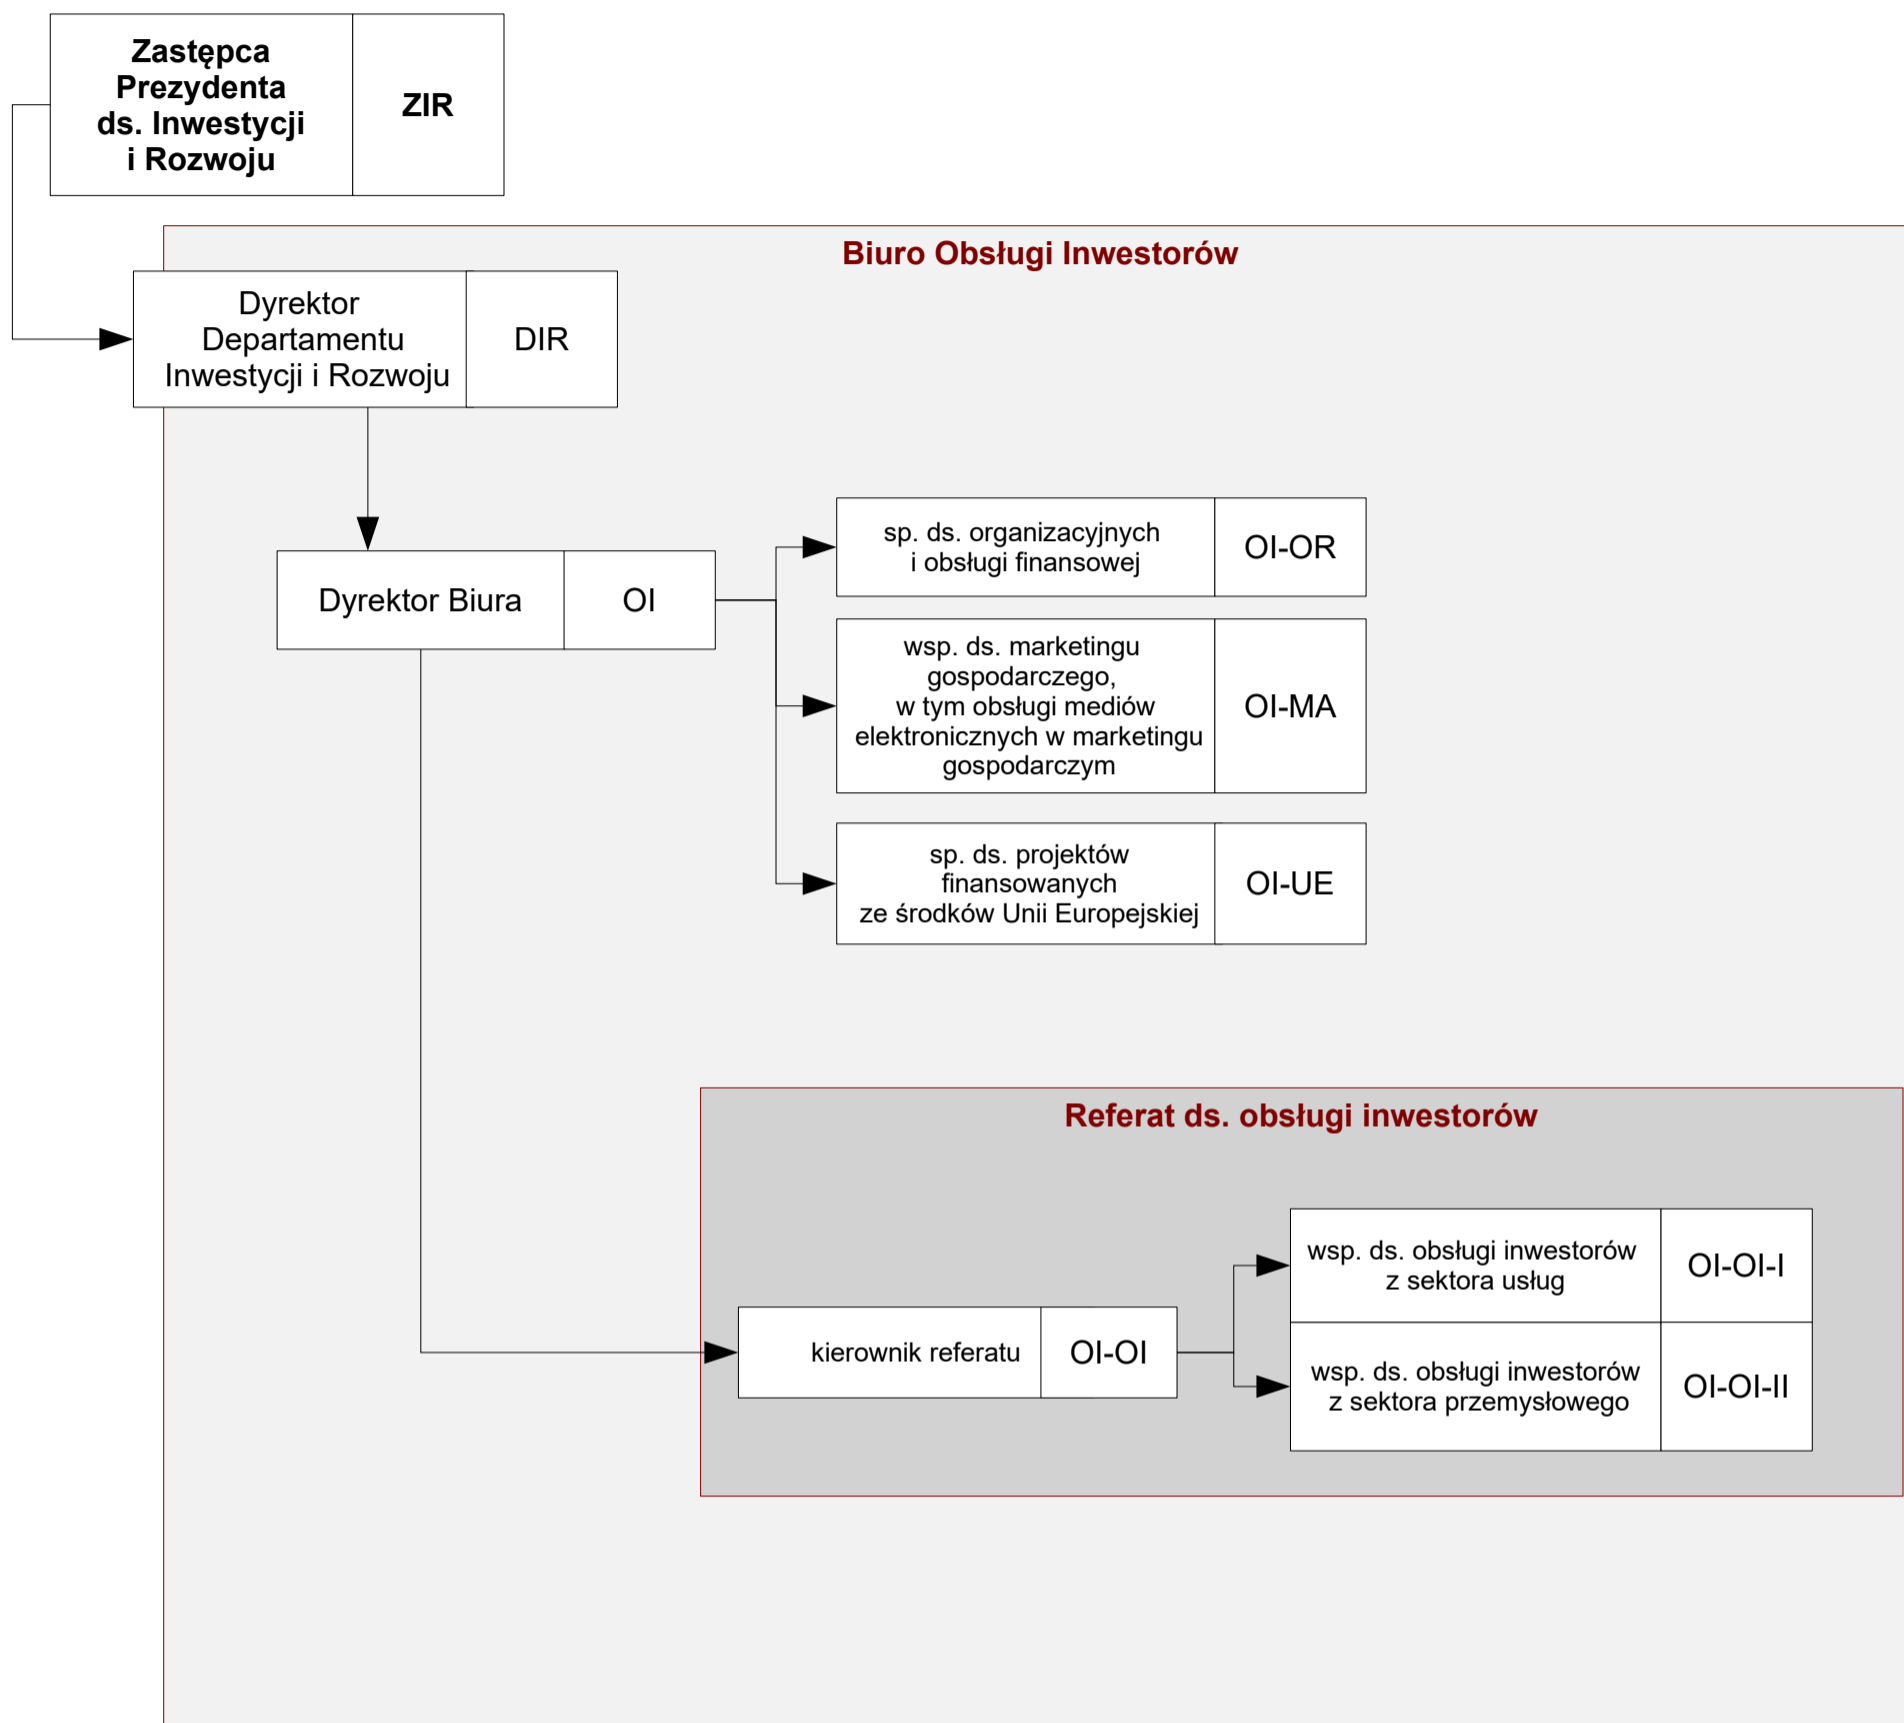 Zastępca
Prezydenta
ds. Inwestycji
i Rozwoju
ZIR
Biuro Obsługi Inwestorów
Dyrektor
Departamentu
Inwestycji i Rozwoju
DIR
Dyrektor Biura
OI
sp. ds. organizacyjnych
i obsługi finansowej
OI-OR
wsp. ds. marketingu
gospodarczego,
w tym obsługi mediów
elektronicznych w marketingu
gospodarczym
OI-MA
sp. ds. projektów
finansowanych
ze środków Unii Europejskiej
OI-UE
Referat ds. obsługi inwestorów
kierownik referatu
OI-OI
wsp. ds. obsługi inwestorów
z sektora usług
OI-OI-I
wsp. ds. obsługi inwestorów
z sektora przemysłowego
OI-OI-II